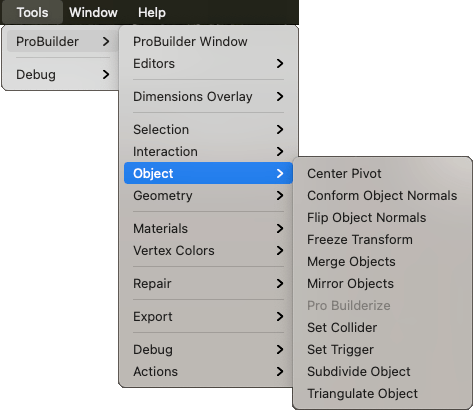 Tools Window Help
ProBuilder
Debug
ProBuilder Window
Editors
Dimensions Overlay
Selection
Interaction
Object
Geometry
Materials
Vertex Colors
Repair
Export
Debug
Actions
Center Pivot
Conform Object Normals
Flip Object Normals
Freeze Transform
Merge Objects
Mirror Objects
Pro Builderize
Set Collider
Set Trigger
Subdivide Object
Triangulate Object